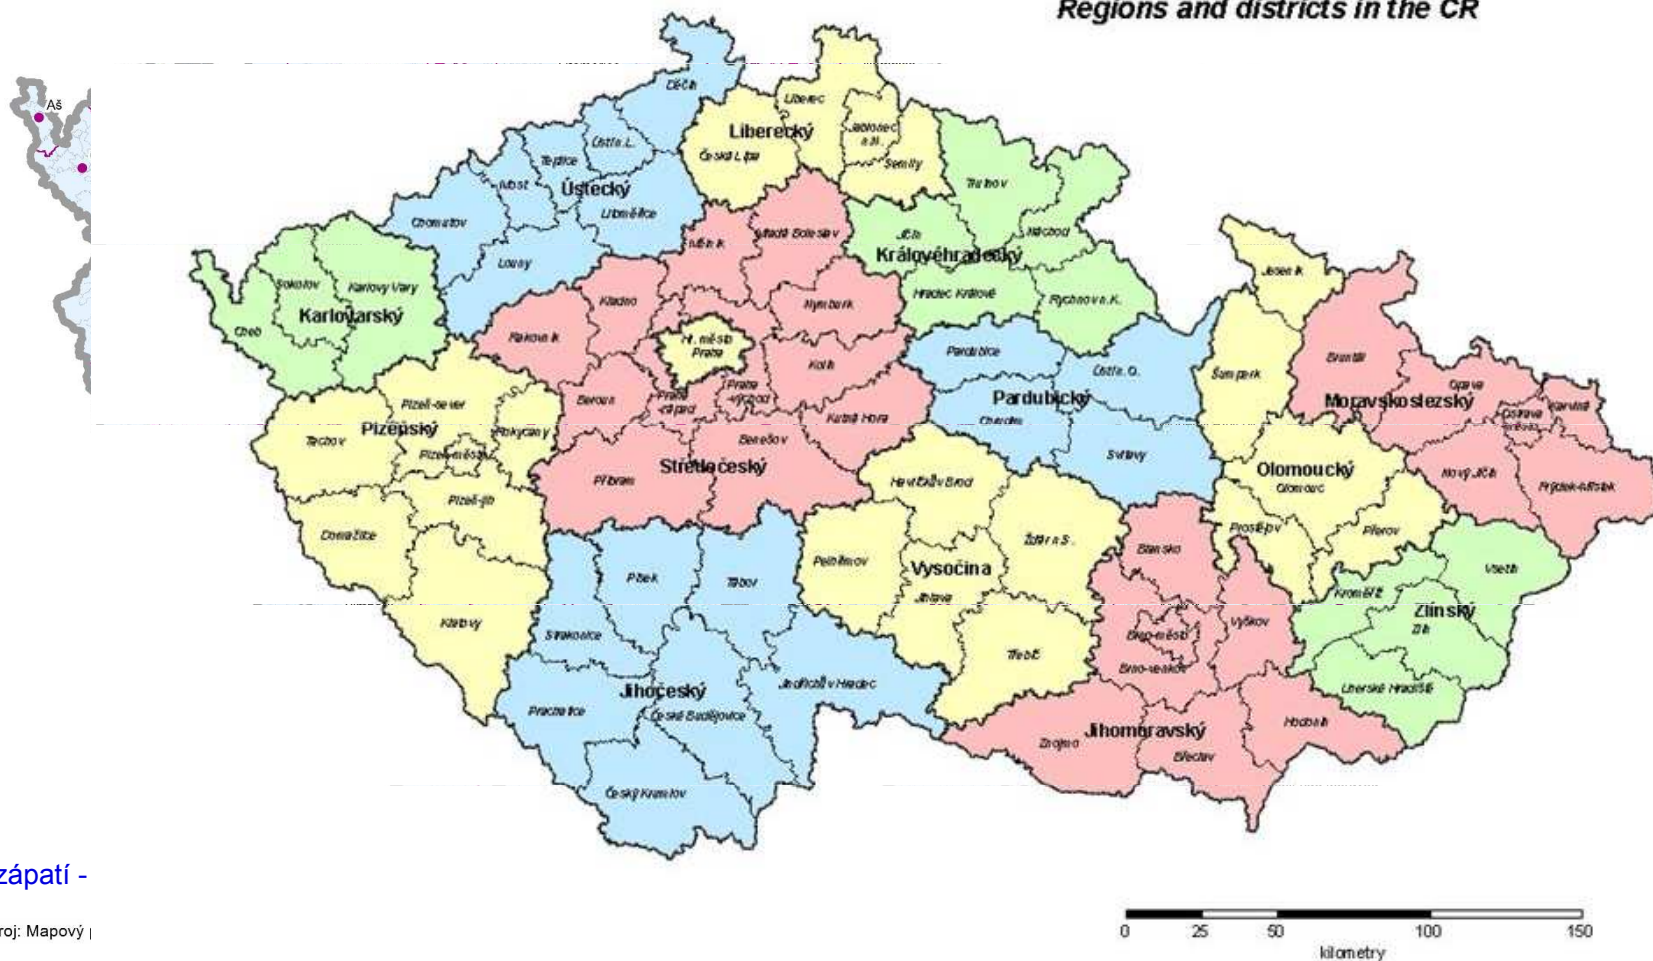 Regions and districts in the CR
Aš
Děčín
Liberec
Liberecký
Jablonec
n.N.
Česká Lípa
Semily
Ústí n.L.
Teplice
Most
Ústecký
Litoměřice
Chomutov
Louny
Trutnov
Náchod
Jičín
Královéhradecký
Hradec Králové
Rychnov n.K.
Mělník
Mladá Boleslav
Nymburk
Kladno
Rakovník
Hl. město
Praha
Kolín
Beroun
Praha
-západ
Praha
-východ
Kutná Hora
Benešov
Středočeský
Příbram
Sokolov
Karlovy Vary
Karlovarský
Cheb
Plzeň-sever
Plzeňský
Rokycany
Tachov
Plzeň-město
Plzeň-jih
Domažlice
Klatovy
Jeseník
Šumperk
Bruntál
Opava
Moravskoslezský
Karviná
Ostrava
město
Nový Jičín
Frýdek-Místek
Pardubice
Ústí n. O.
Pardubický
Chrudim
Svitavy
Olomoucký
Olomouc
Prostějov
Přerov
Havlíčkův Brod
Žďár n S.
Pelhřimov
Vysočina
Jihlava
Třebíč
Písek
Tábor
Strakonice
Jihočeský
Jindřichův Hradec
Prachatice
České Budějovice
Český Krumlov
Blansko
Brno-město
Vyškov
Brno-venkov
Jihomoravský
Znojmo
Břeclav
Hodonín
Vsetín
Kroměříž
Zlínský
Zlín
Uherské Hradiště
zápatí -
roj: Mapový
0 25 50 100 150
kilometry